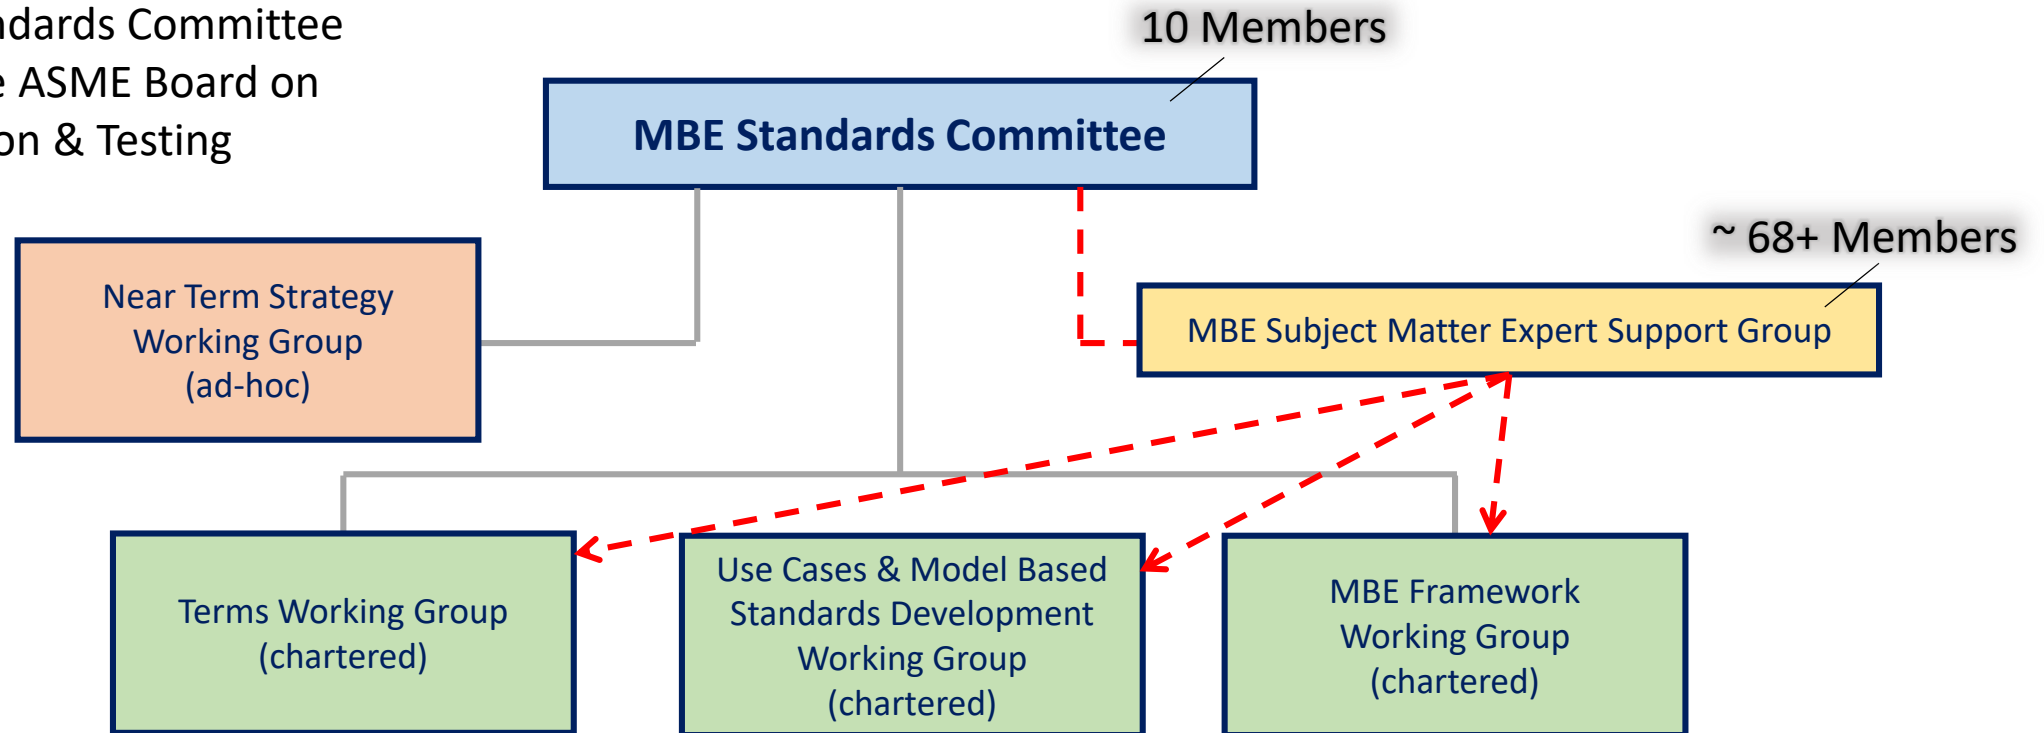 ndards Committee
e ASME Board on
on & Testing
10 Members
MBE Standards Committee
~ 68+ Members
Near Term Strategy
Working Group
(ad-hoc)
MBE Subject Matter Expert Support Group
Terms Working Group
(chartered)
Use Cases & Model Based
Standards Development
Working Group
(chartered)
MBE Framework
Working Group
(chartered)